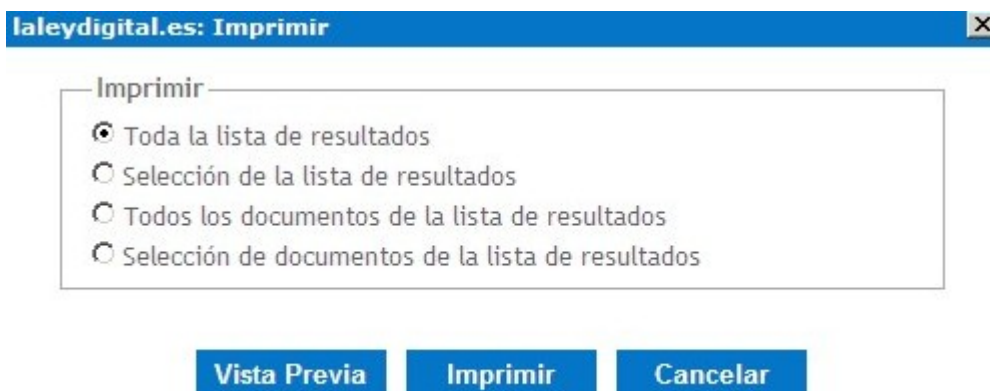 laleydigital.es: Imprimir
Imprimir
Toda la lista de resultados
Selección de la lista de resultados
Todos los documentos de la lista de resultados
Selección de documentos de la lista de resultados
Vista Previa Imprimir Cancelar